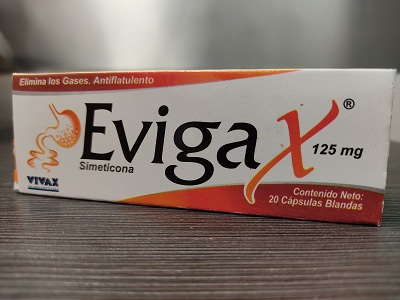 Elimina los Gases. Antiflatulento
EvigaX®
125 mg
Simeticona
VIVAX
Contenido Neto:
20 Cápsulas Blandas